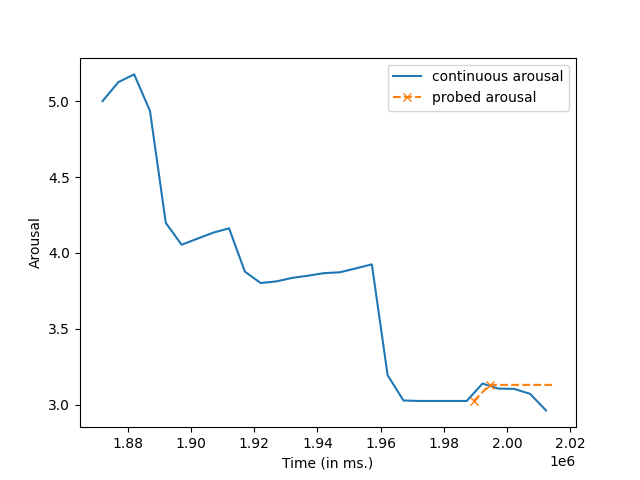 continuous arousal
probed arousal
5.0
4.5
4.0
3.5
3.0
Arousal
1.88 1.90 1.92 1.94 1.96 1.98 2.00 2.02
Time (in ms.)
1e6